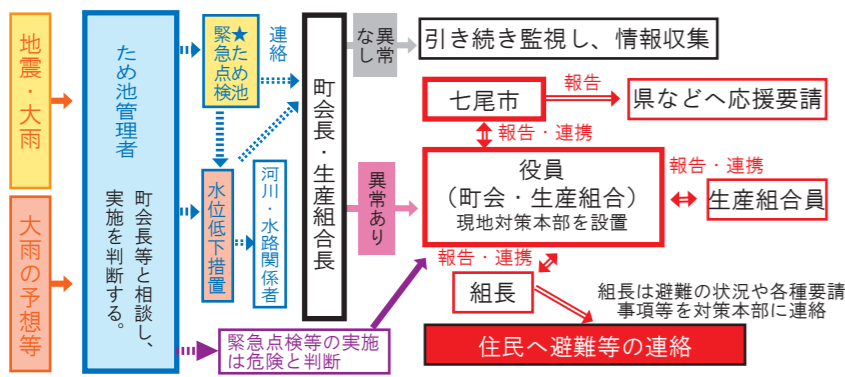 地震・大雨
大雨の予想等
ため池管理者
町会長等と相談し、
実施を判断する。
★ため池
緊急点検
連絡
水位低下措置
河川・水路関係者
緊急点検等の実施
は危険と判断
町会長・生産組合長
異常
なし
引き続き監視し、情報収集
異常あり
七尾市
報告
県などへ応援要請
報告・連携
役員
（町会・生産組合）
現地対策本部を設置
報告・連携
生産組合員
報告・連携
組長
組長は避難の状況や各種要請
事項等を対策本部に連絡
住民へ避難等の連絡